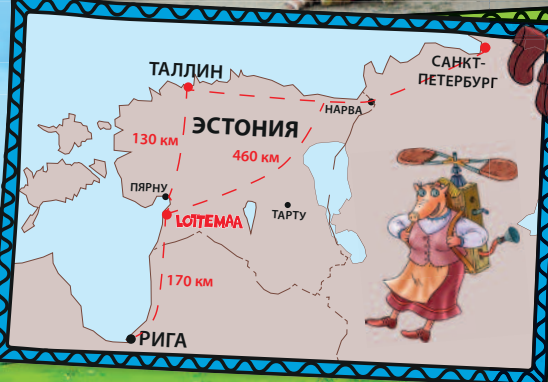 САНКТ-
ПЕТЕРБУРГ
ТАЛЛИН
НАРВА
ЭСТОНИЯ
130 км
460 км
ПЯРНУ
LOTTEMAA
ТАРТУ
170 км
РИГА